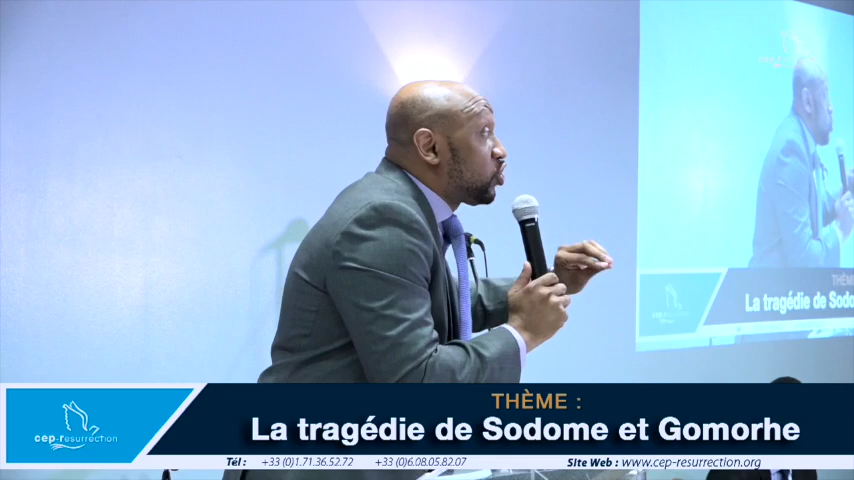 THÈME
La tragédie de Sodo
THÈME :
La tragédie de Sodome et Gomorhe
cep-resurrection
Tél : +33 (0)1.71.36.52.72 +33 (0)6.08.05.82.07 Site Web : www.cep-resurrection.org